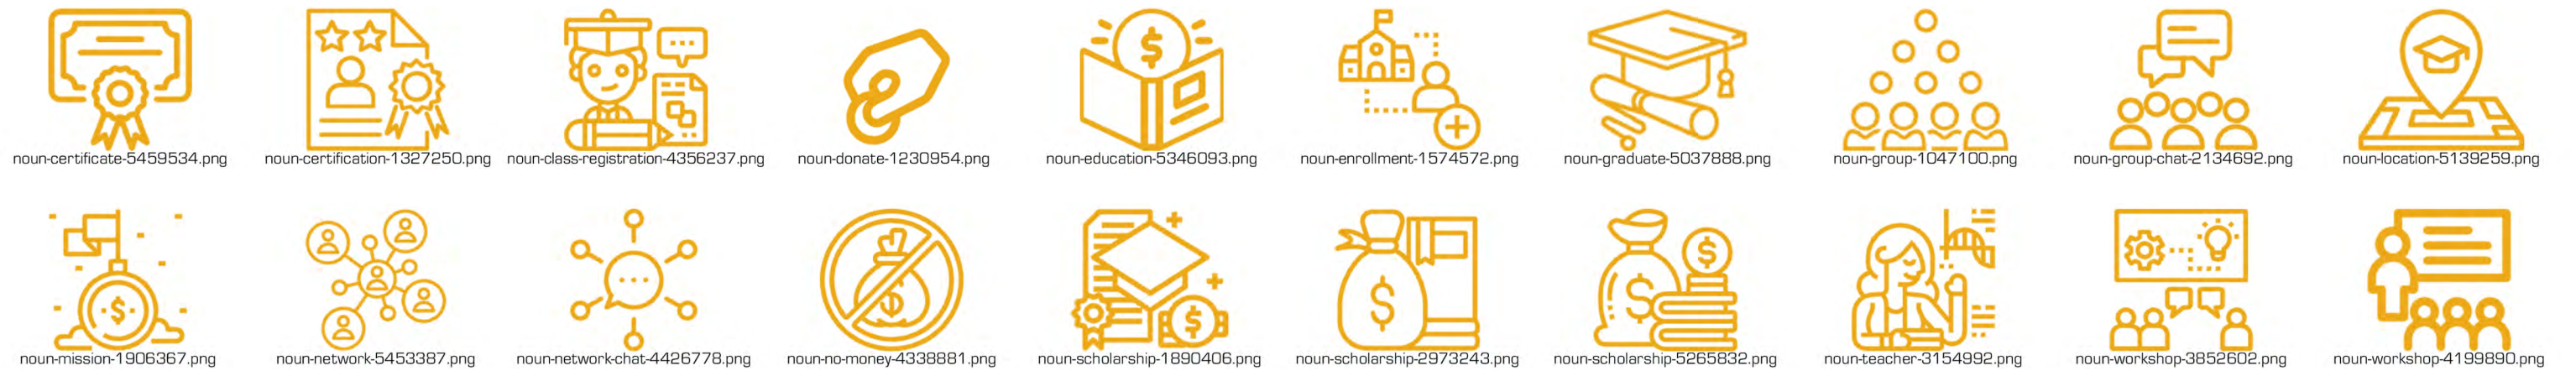 noun-certificate-5459534.png
noun-certification-1327250.png
noun-class-registration-4356237.png
noun-donate-1230954.png
noun-education-5346093.png
noun-enrollment-1574572.png
noun-graduate-5037888.png
noun-group-1047100.png
noun-group-chat-2134692.png
noun-location-5139259.png
noun-mission-1906367.png
noun-network-5453387.png
noun-network-chat-4426778.png
noun-no-money-4338881.png
noun-scholarship-1890406.png
noun-scholarship-2973243.png
noun-scholarship-5265832.png
noun-teacher-3154992.png
noun-workshop-3852602.png
noun-workshop-4199890.png